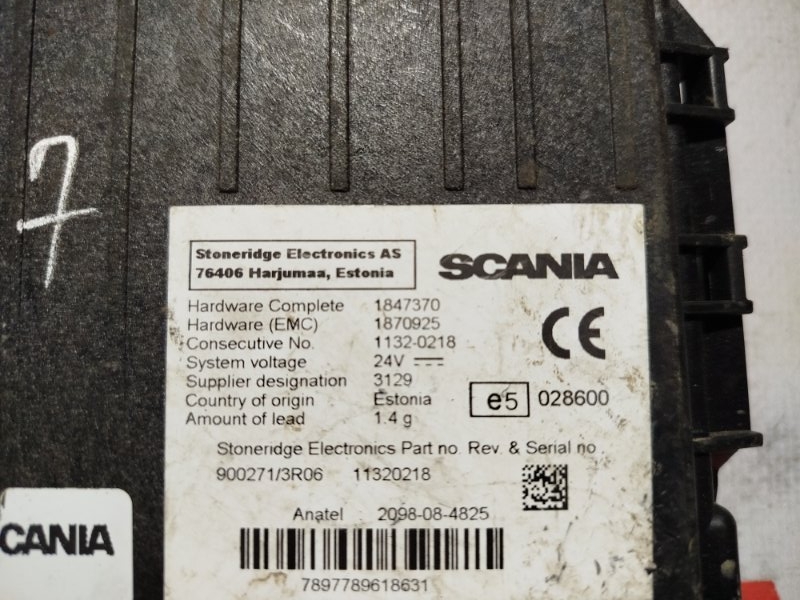 7
Stoneridge Electronics AS
76406 Harjumaa, Estonia
SCANIA
Hardware Complete 1847370
Hardware (EMC) 1870925
Consecutive No. 1132-0218
System voltage 24V
Supplier designation 3129
Country of origin Estonia
Amount of lead 1.4 g
CE
e5 028600
Stoneridge Electronics Part no. Rev. & Serial no
900271/3R06 11320218
Anatel 2098-08-4825
7897789618631
CANIA